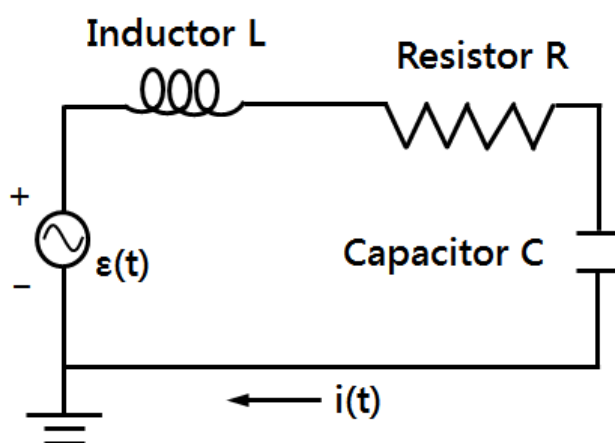 Inductor L
Resistor R
+
ε(t)
−
Capacitor C
i(t)